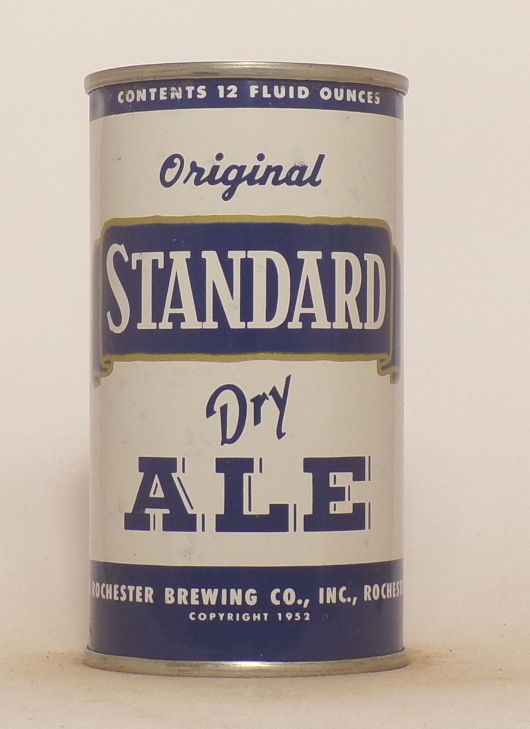 CONTENTS 12 FLUID OUNCES
Original
STANDARD
Dry
ALE
ROCHESTER BREWING CO., INC., ROCHEST
COPYRIGHT 1952